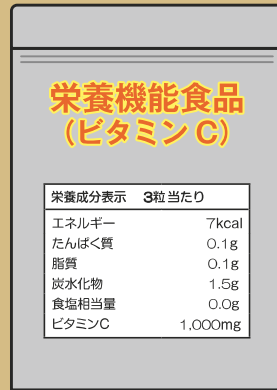 栄養機能食品
（ビタミンC）
栄養成分表示 3粒当たり
エネルギー 7kcal
たんぱく質 0.1g
脂質 0.1g
炭水化物 1.5g
食塩相当量 0.0g
ビタミンC 1,000mg